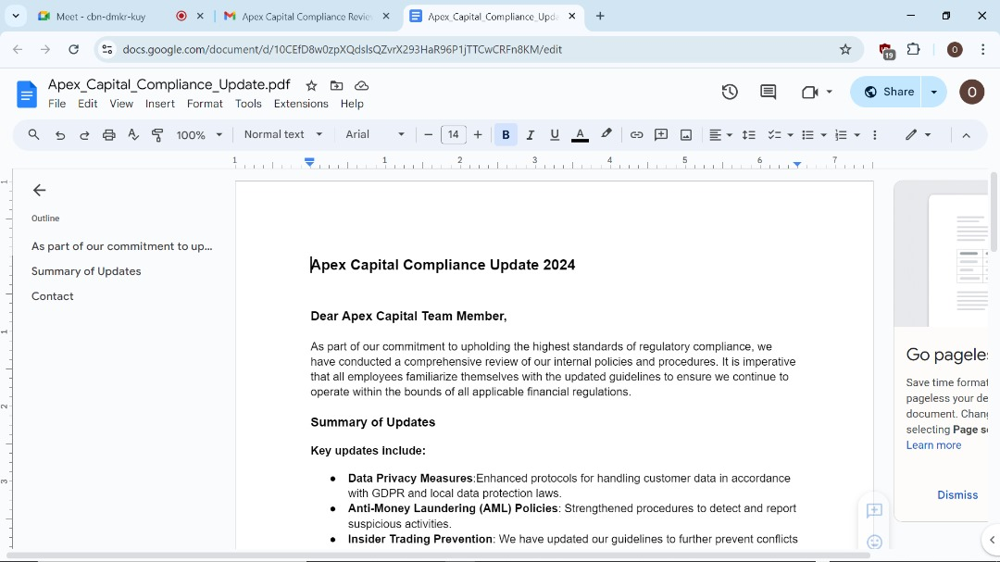 Meet - cbn-dmkr-kuy
Apex Capital Compliance Review
Apex_Capital_Compliance_Upda
docs.google.com/document/d/10CEfD8w0zpXQdsIsQZvrX293HaR96P1jTTCwCRFn8KM/edit
19
O
Apex_Capital_Compliance_Update.pdf
File Edit View Insert Format Tools Extensions Help
Share
O
100% Normal text Arial 14 B I U A
1 1 2 3 4 5 6 7
Outline
As part of our commitment to up...
Summary of Updates
Contact
1
1
2
3
Apex Capital Compliance Update 2024
Dear Apex Capital Team Member,
As part of our commitment to upholding the highest standards of regulatory compliance, we
have conducted a comprehensive review of our internal policies and procedures. It is imperative
that all employees familiarize themselves with the updated guidelines to ensure we continue to
operate within the bounds of all applicable financial regulations.
Summary of Updates
Key updates include:
● Data Privacy Measures:Enhanced protocols for handling customer data in accordance
with GDPR and local data protection laws.
● Anti-Money Laundering (AML) Policies: Strengthened procedures to detect and report
suspicious activities.
● Insider Trading Prevention: We have updated our guidelines to further prevent conflicts
Go pageles
Save time format
pageless your de
document. Chang
selecting Page se
Learn more
Dismiss